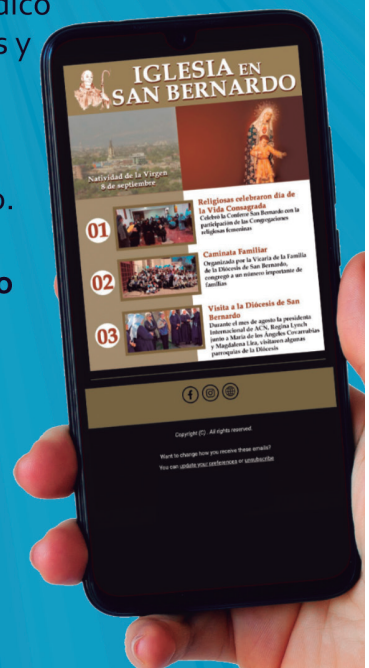 dico
s y
o.
o
IGLESIA EN
SAN BERNARDO
Natividad de la Virgen
8 de septiembre
01
Religiosas celebraron día de
la Vida Consagrada
Celebró la Conferre San Bernardo con la
participación de las Congregaciones
religiosas femeninas
02
Caminata Familiar
Organizada por la Vicaría de la Familia
de la Diócesis de San Bernardo,
congregó a un número importante de
familias
03
Visita a la Diócesis de San
Bernardo
Durante el mes de agosto la presidenta
Internacional de ACN, Regina Lynch
junto a María de los Ángeles Covarrubias
y Magdalena Lira, visitaron algunas
parroquias de la Diócesis
Copyright (C) . All rights reserved
Want to change how you receive these emails?
You can update your preferences or unsubscribe